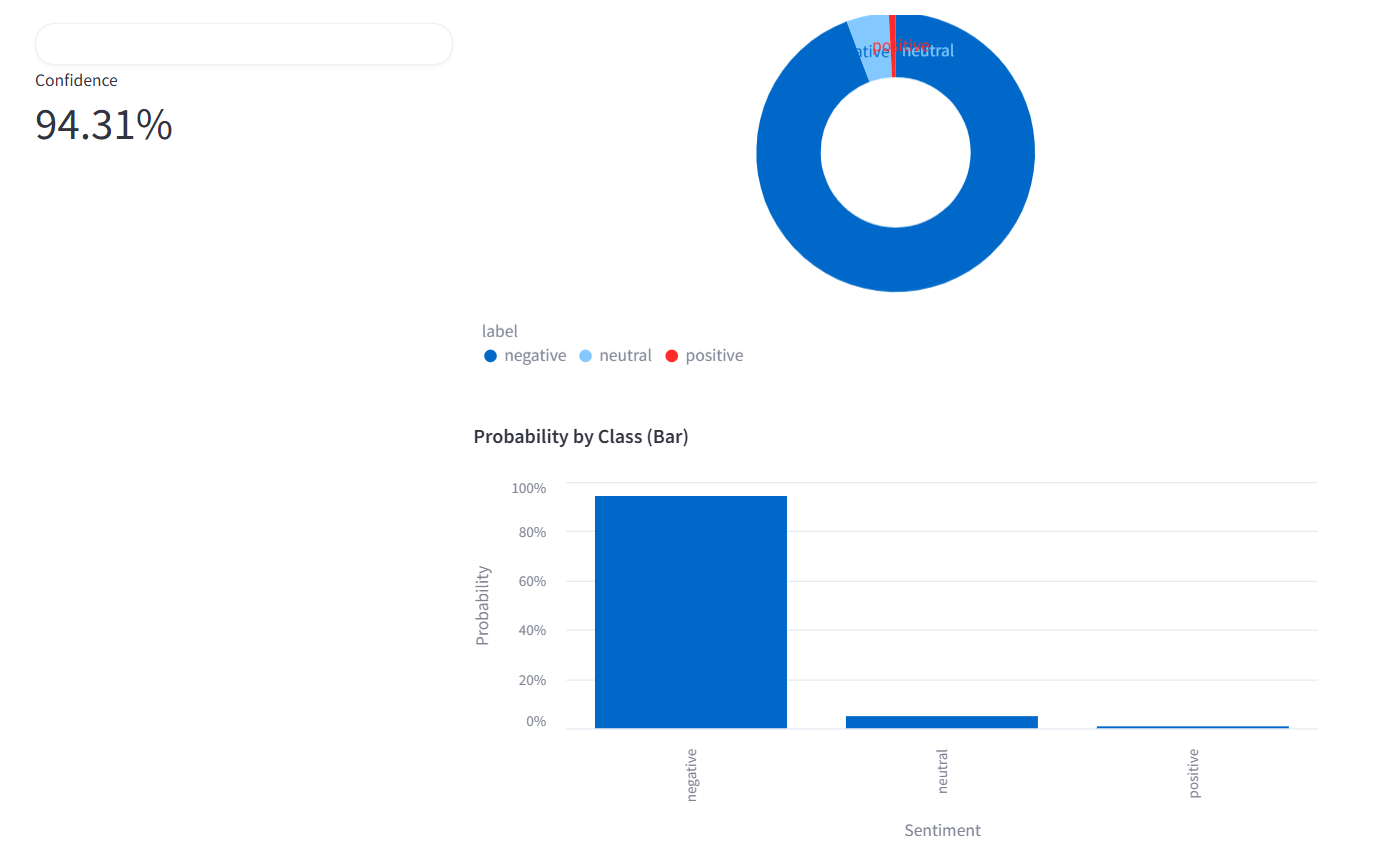 Confidence
94.31%
positive
neutral
label
negative neutral positive
Probability by Class (Bar)
100%
80%
60%
40%
20%
0%
Probability
negative
neutral
positive
Sentiment